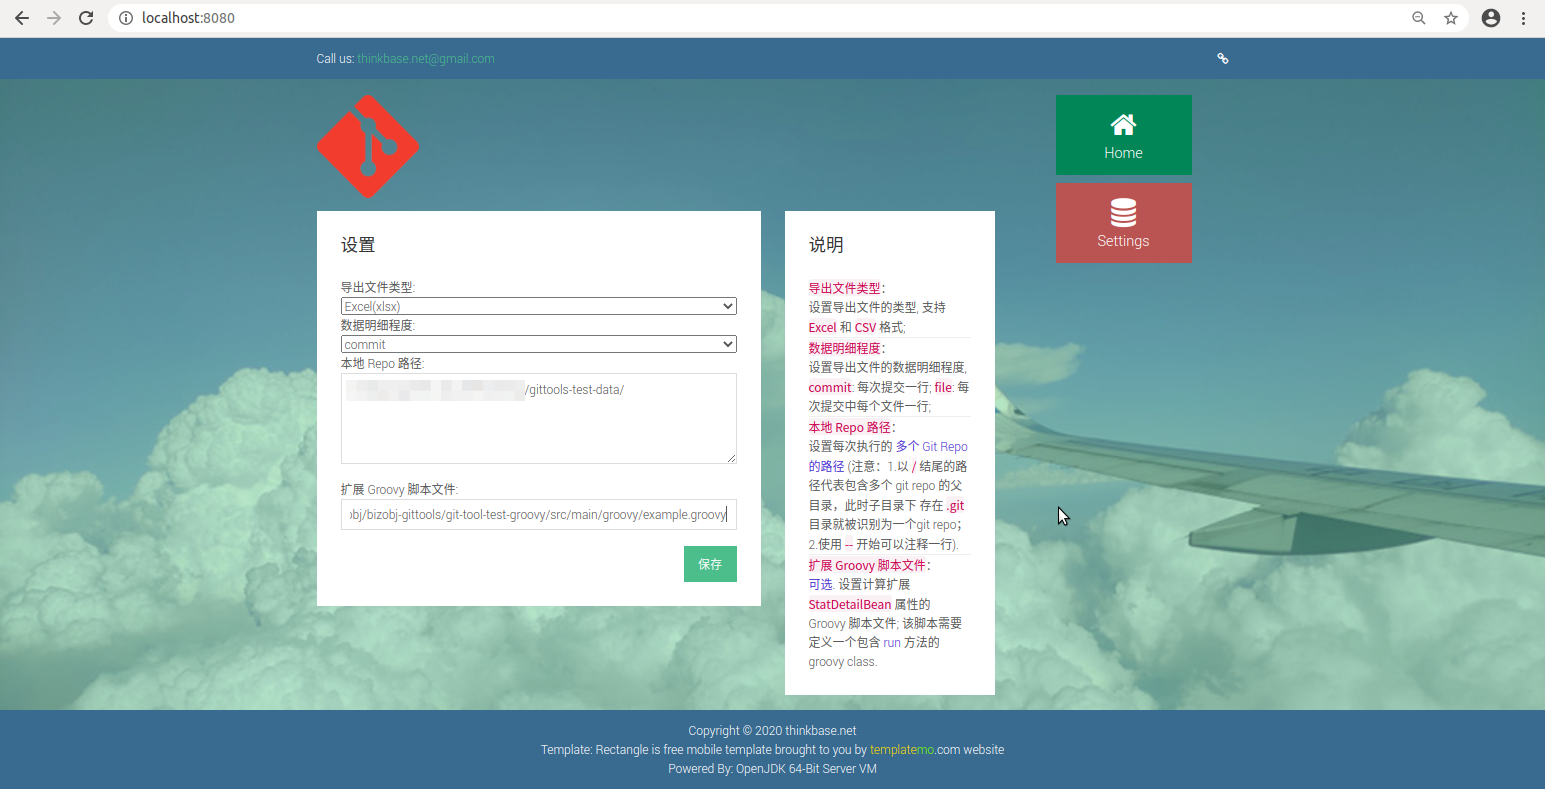 localhost:8080
Call us: thinkbase.net@gmail.com
Home
Settings
设置
导出文件类型:
Excel(xlsx)
数据明细程度:
commit
本地 Repo 路径:
/gittools-test-data/
扩展 Groovy 脚本文件:
obj/bizobj-gittools/git-tool-test-groovy/src/main/groovy/example.groovy
保存
说明
导出文件类型：
设置导出文件的类型, 支持
Excel 和 CSV 格式;
数据明细程度：
设置导出文件的数据明细程度,
commit: 每次提交一行; file: 每
次提交中每个文件一行;
本地 Repo 路径：
设置每次执行的 多个 Git Repo
的路径 (注意： 1.以 / 结尾的路
径代表包含多个 git repo 的父
目录，此时子目录下 存在 .git
目录就被识别为一个git repo；
2.使用 -- 开始可以注释一行).
扩展 Groovy 脚本文件：
可选. 设置计算扩展
StatDetailBean 属性的
Groovy 脚本文件; 该脚本需要
定义一个包含 run 方法的
groovy class.
Copyright © 2020 thinkbase.net
Template: Rectangle is free mobile template brought to you by templatemo.com website
Powered By: OpenJDK 64-Bit Server VM